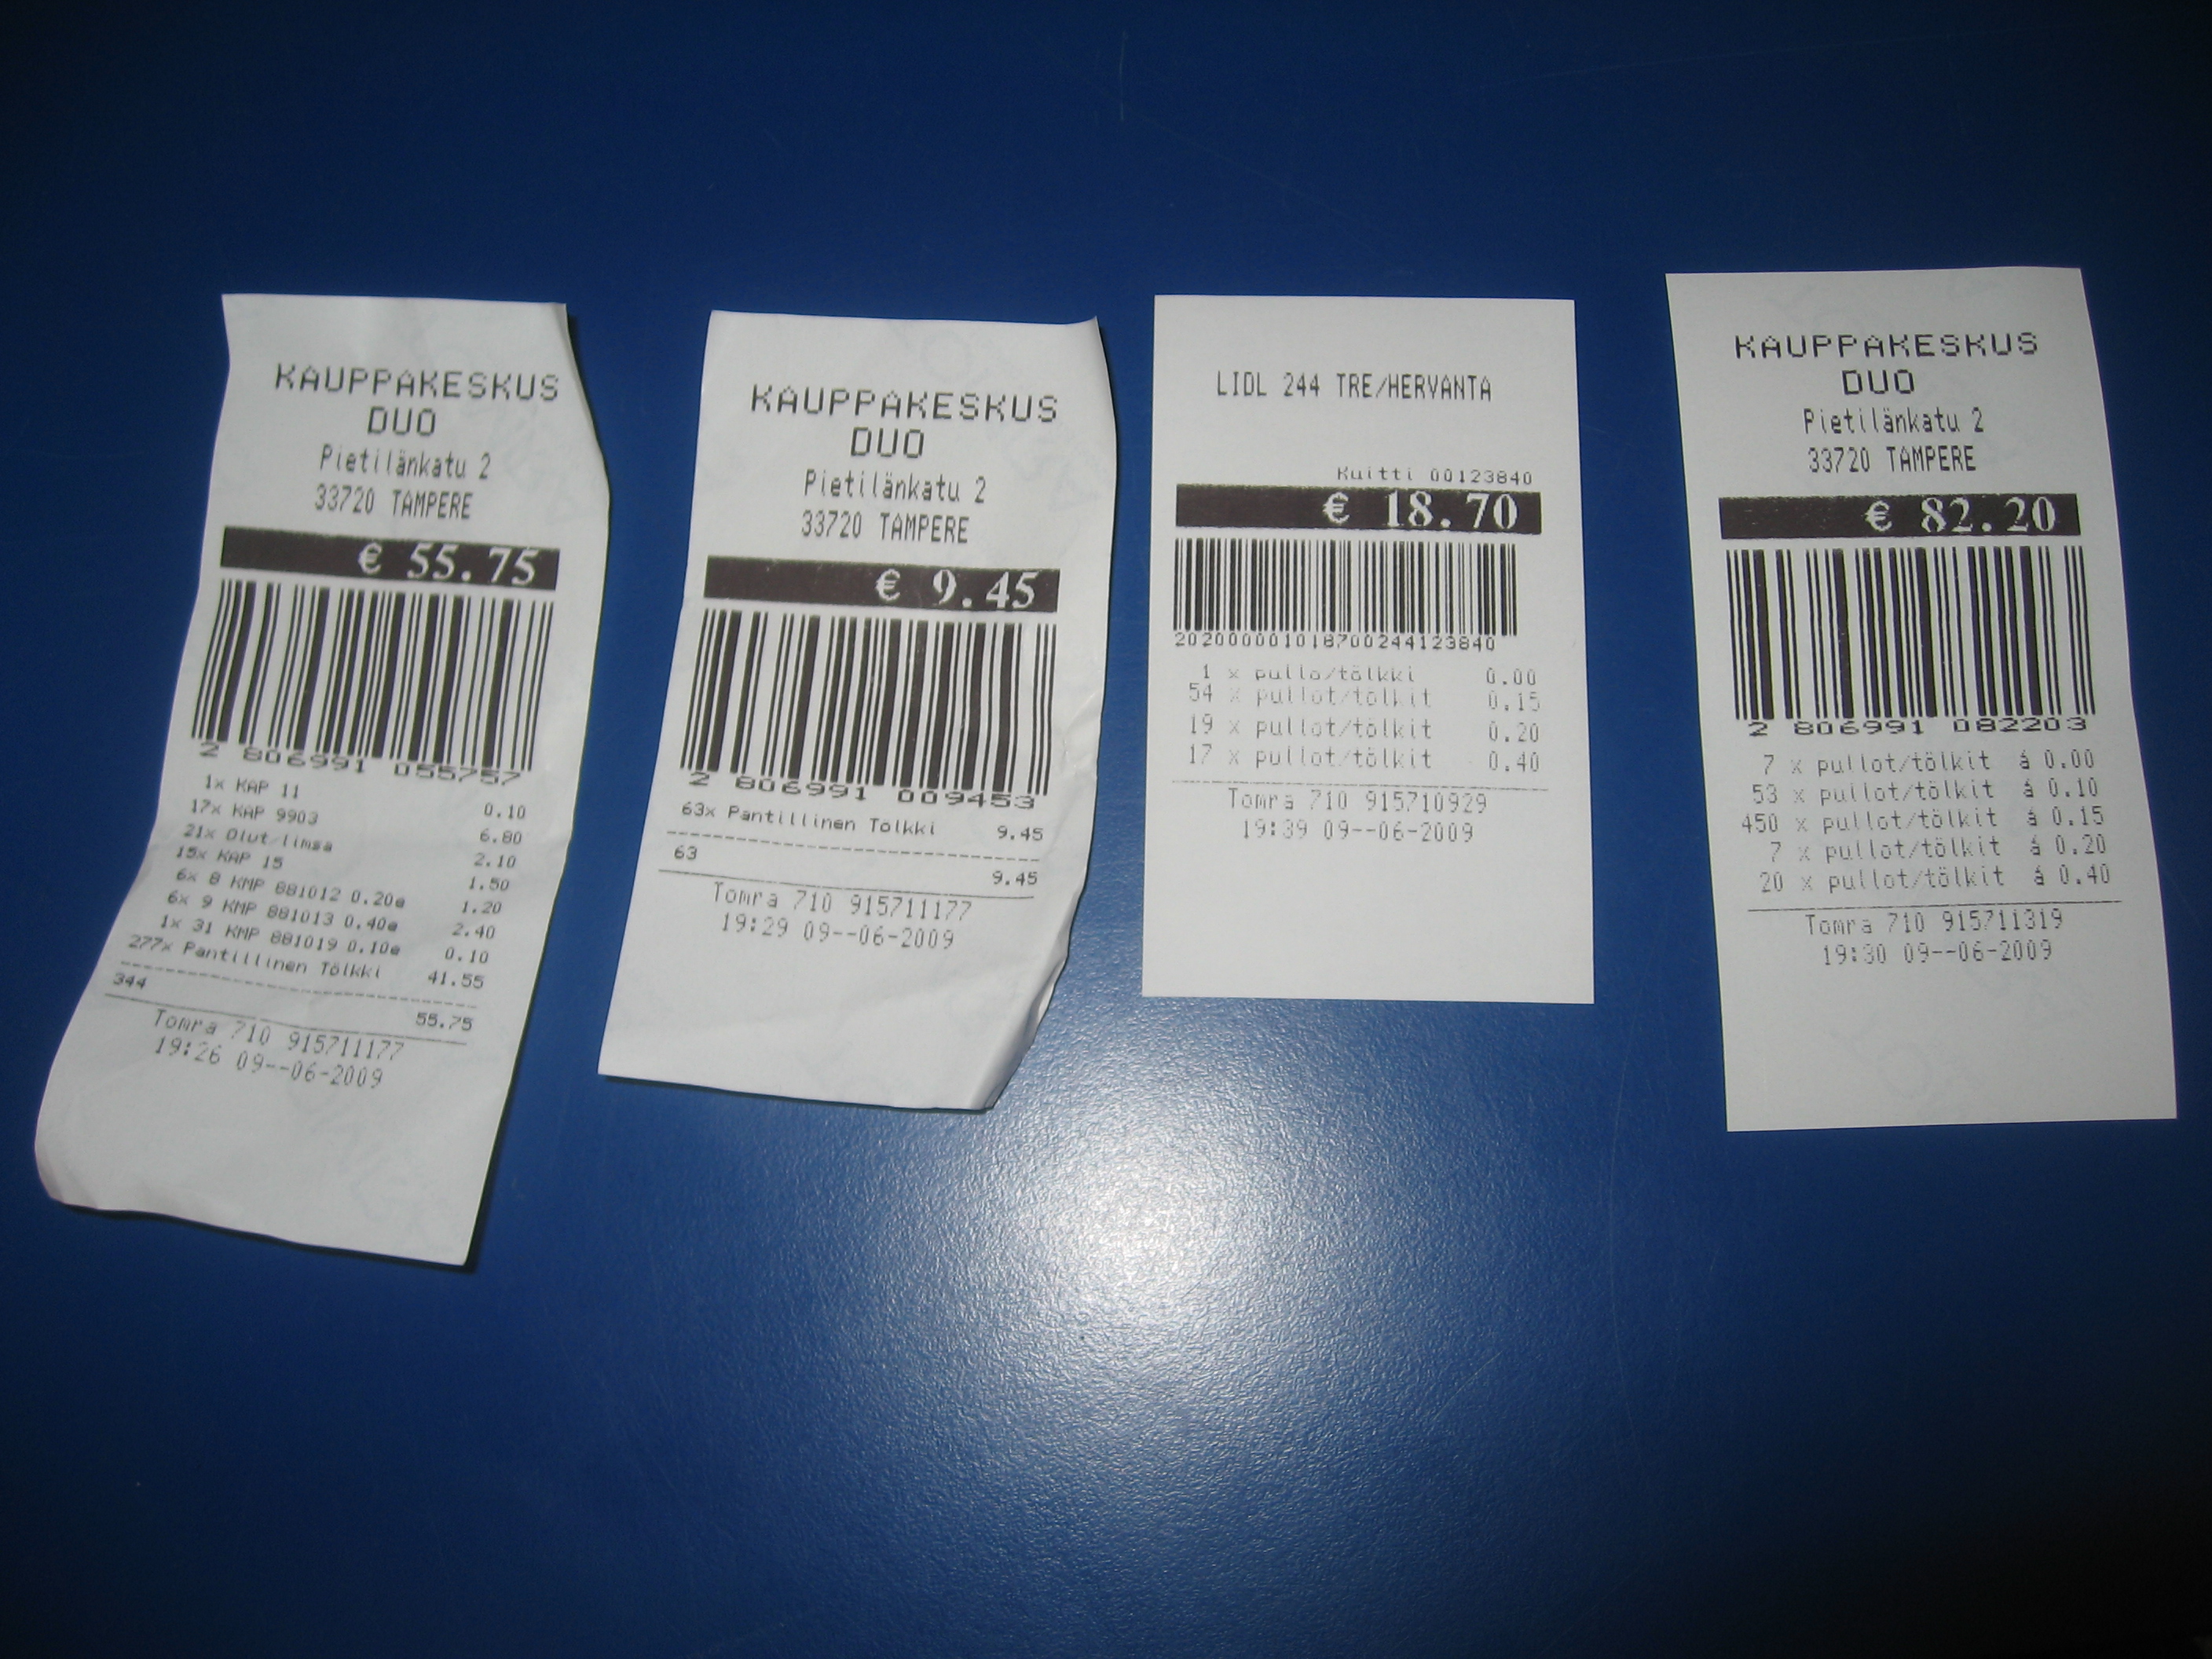 KAUPPAKESKUS
DUO
Pietilänkatu 2
33720 TAMPERE
€ 55.75
2 806991 055757
1x KAP 11 0.10
17x KAP 9903 6.80
21x Olut/limsa 2.10
15x KAP 15 1.50
6x 8 KMP 881012 0.20e 1.20
6x 9 KMP 881013 0.40e 2.40
1x 31 KMP 881019 0.10e 0.10
277x Pantillinen Tölkki 41.55
344 55.75
Tomra 710 915711177
19:26 09--06-2009
KAUPPAKESKUS
DUO
Pietilänkatu 2
33720 TAMPERE
€ 9.45
2 806991 009453
63x Pantillinen Tölkki 9.45
63 9.45
Tomra 710 915711177
19:29 09--06-2009
LIDL 244 TRE/HERVANTA
Kuitti 00123840
€ 18.70
202000001018700244123840
1 x pullo/tölkki 0.00
54 x pullot/tölkit 0.15
19 x pullot/tölkit 0.20
17 x pullot/tölkit 0.40
Tomra 710 915710929
19:39 09--06-2009
KAUPPAKESKUS
DUO
Pietilänkatu 2
33720 TAMPERE
€ 82.20
2 806991 082203
7 x pullot/tölkit á 0.00
53 x pullot/tölkit á 0.10
450 x pullot/tölkit á 0.15
7 x pullot/tölkit á 0.20
20 x pullot/tölkit á 0.40
Tomra 710 915711319
19:30 09--06-2009